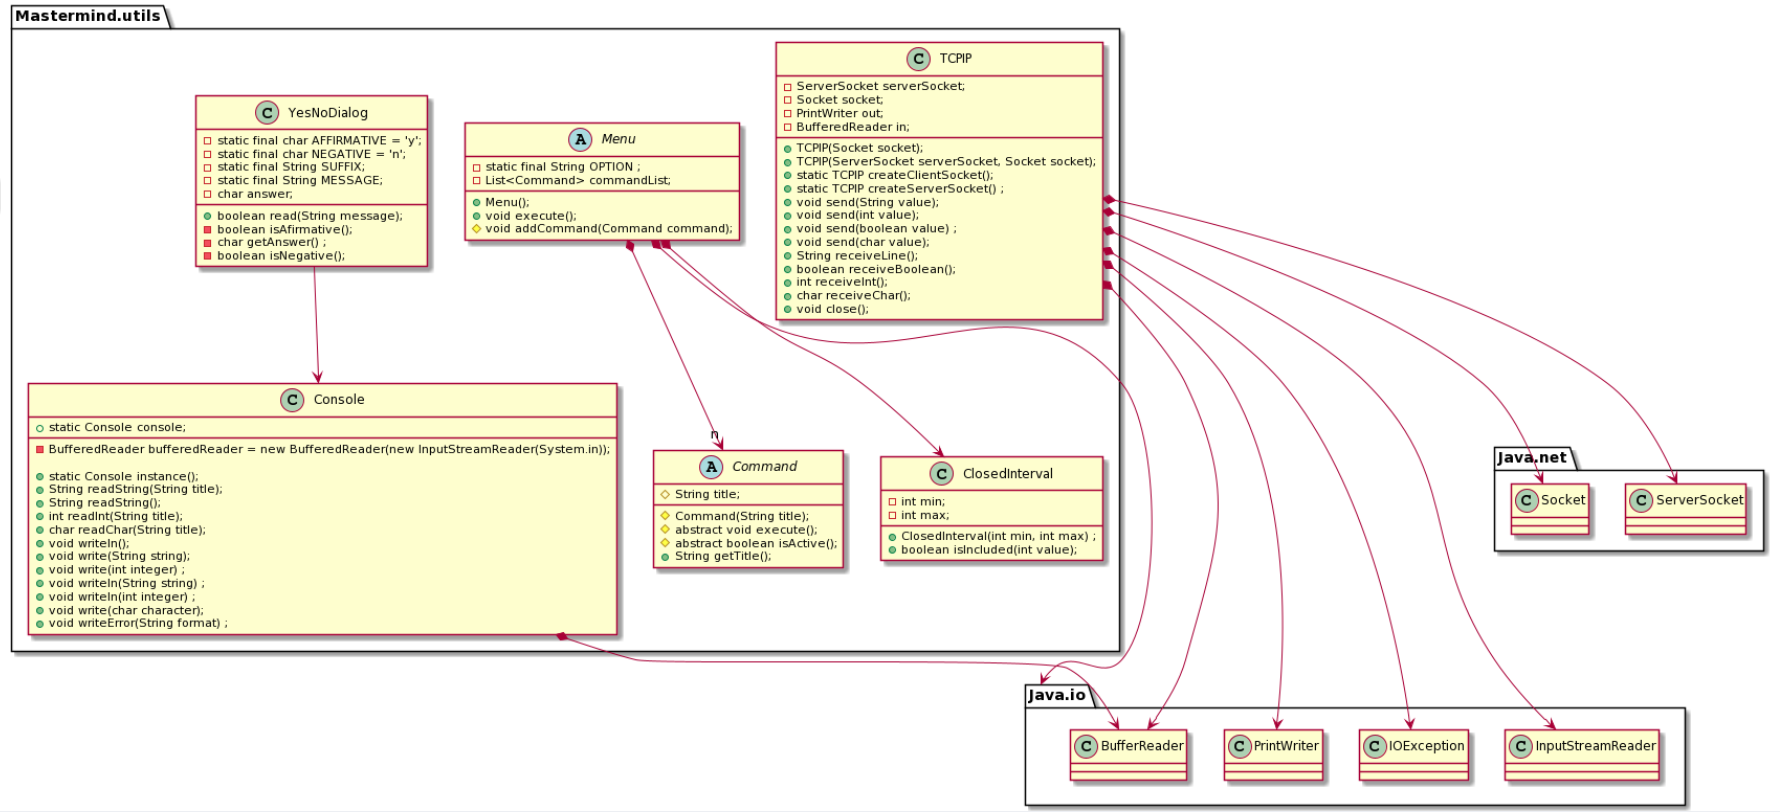 Mastermind.utils
C TCPIP
ServerSocket serverSocket;
Socket socket;
PrintWriter out;
BufferedReader in;
TCPIP(Socket socket);
TCPIP(ServerSocket serverSocket, Socket socket);
static TCPIP createClientSocket();
static TCPIP createServerSocket() ;
void send(String value);
void send(int value);
void send(boolean value) ;
void send(char value);
String receiveLine();
boolean receiveBoolean();
int receiveInt();
char receiveChar();
void close();
C YesNoDialog
static final char AFFIRMATIVE = 'y';
static final char NEGATIVE = 'n';
static final String SUFFIX;
static final String MESSAGE;
char answer;
boolean read(String message);
boolean isAfirmative();
char getAnswer() ;
boolean isNegative();
A Menu
static final String OPTION ;
List<Command> commandList;
Menu();
void execute();
void addCommand(Command command);
C Console
static Console console;
BufferedReader bufferedReader = new BufferedReader(new InputStreamReader(System.in));
static Console instance();
String readString(String title);
String readString();
int readInt(String title);
char readChar(String title);
void writeln();
void write(String string);
void write(int integer) ;
void writeln(String string) ;
void writeln(int integer) ;
void write(char character);
void writeError(String format) ;
n
A Command
String title;
Command(String title);
abstract void execute();
abstract boolean isActive();
String getTitle();
C ClosedInterval
int min;
int max;
ClosedInterval(int min, int max) ;
boolean isIncluded(int value);
Java.net
C Socket
C ServerSocket
Java.io
C BufferReader
C PrintWriter
C IOException
C InputStreamReader